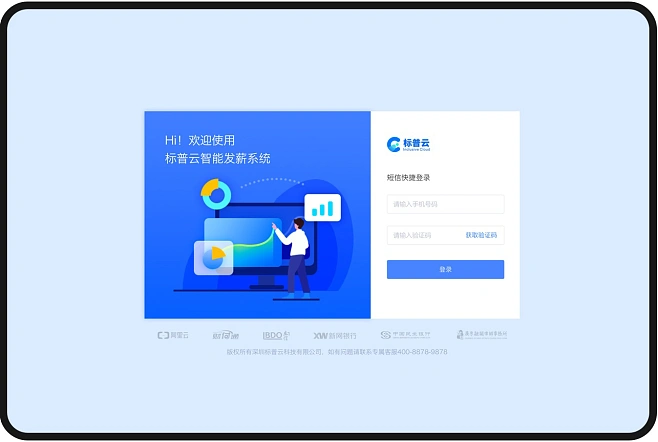 Hi！欢迎使用
标普云智能发薪系统
标普云
Inclusive Cloud
短信快捷登录
请输入手机号码
请输入验证码
获取验证码
登录
阿里云
BDO
XW新网银行
中国民生银行
版权所有深圳标普云科技有限公司，如有问题请联系专属客服400-8878-9878